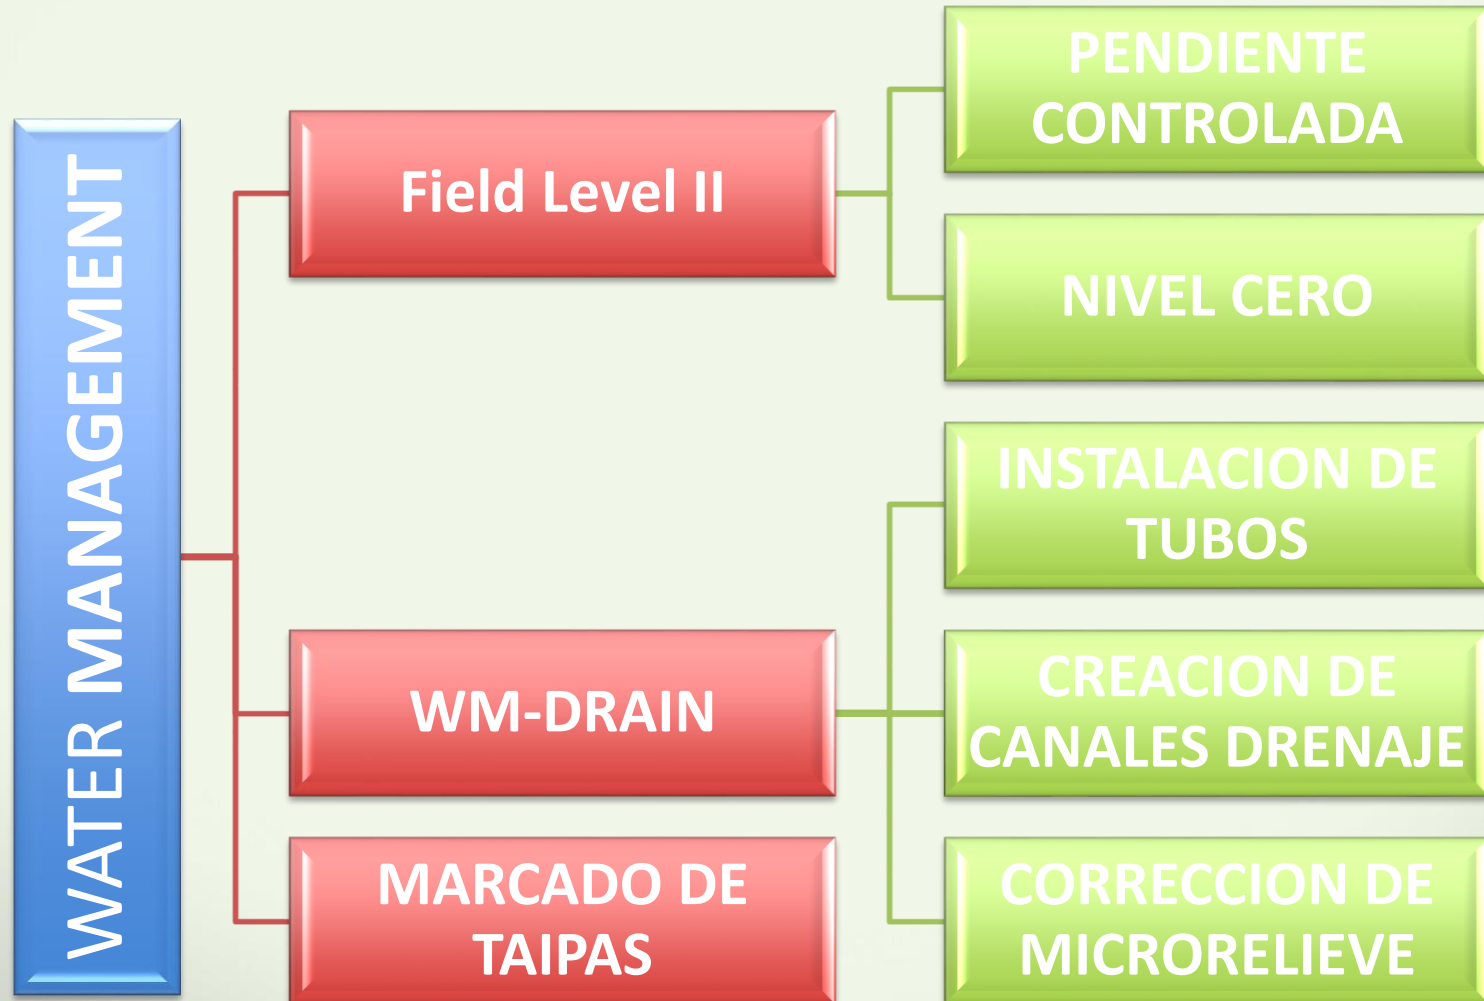 WATER MANAGEMENT
Field Level II
PENDIENTE
CONTROLADA
NIVEL CERO
WM-DRAIN
INSTALACION DE
TUBOS
CREACION DE
CANALES DRENAJE
CORRECCION DE
MICRORELIEVE
MARCADO DE
TAIPAS